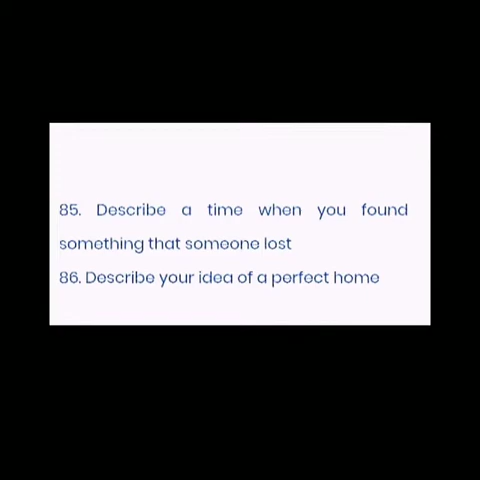 85. Describe a time when you found
something that someone lost
86. Describe your idea of a perfect home